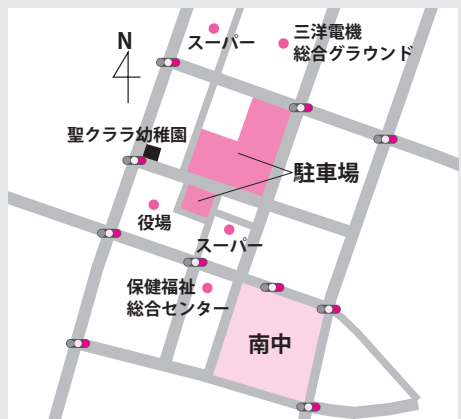 スーパー
三洋電機
総合グラウンド
N
聖クララ幼稚園
駐車場
役場
スーパー
保健福祉
総合センター
南中